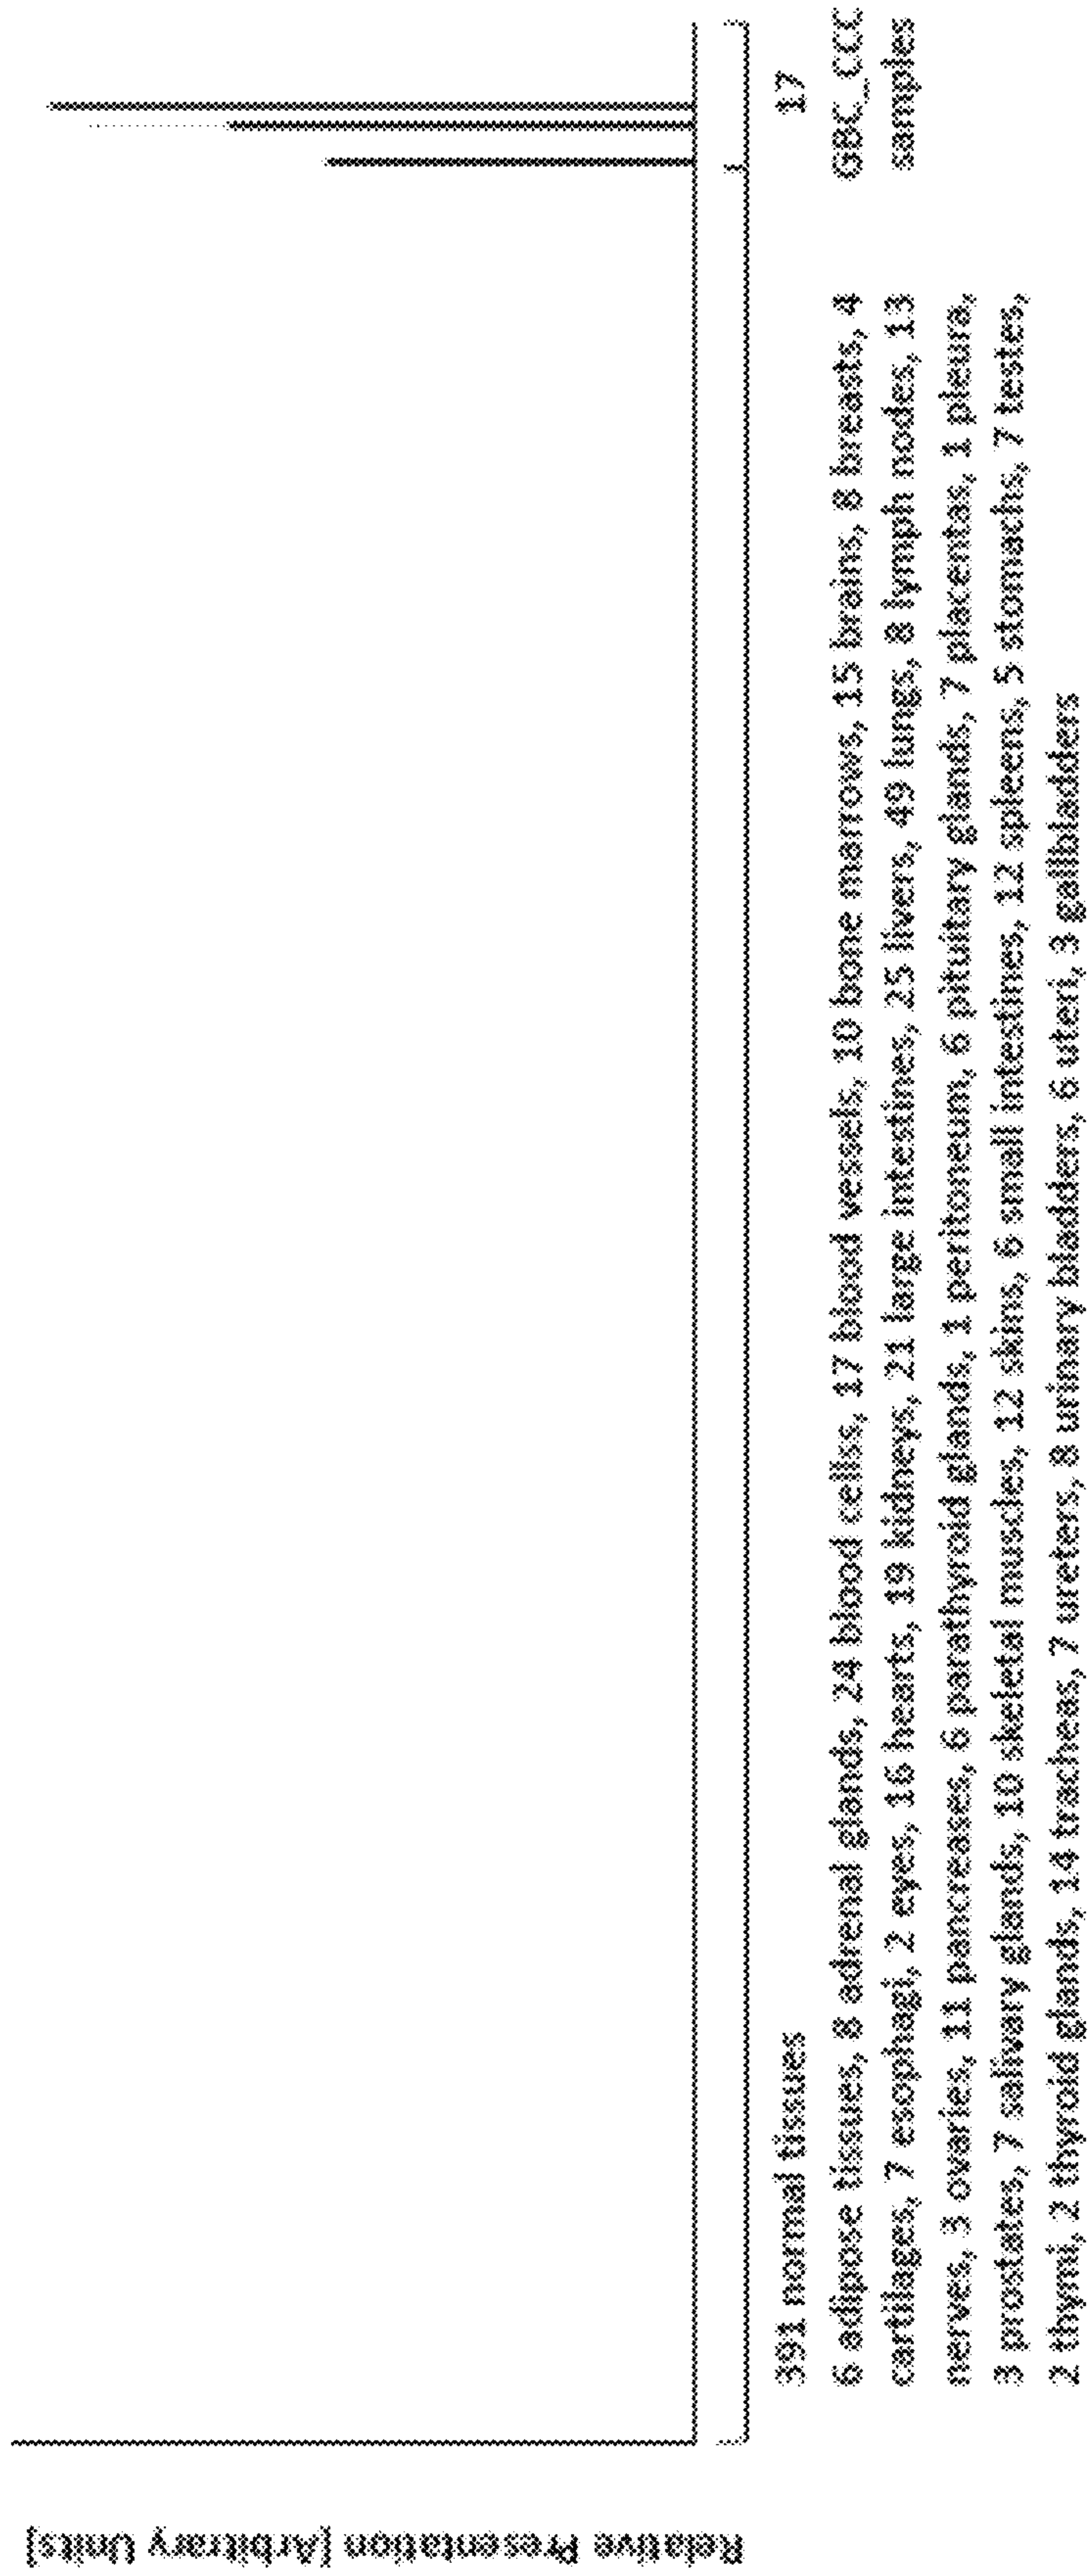 Relative Presentation [Arbitrary Units]
391 normal tissues
6 adipose tissues, 8 adrenal glands, 24 blood cellss, 17 blood vessels, 10 bone marrows, 15 brains, 8 breasts, 4
cartilages, 7 esophagi, 2 eyes, 16 hearts, 19 kidneys, 21 large intestines, 25 livers, 49 lungs, 8 lymph nodes, 13
nerves, 3 ovaries, 11 pancreases, 6 parathyroid glands, 1 peritoneum, 6 pituitary glands, 7 placentas, 1 pleura,
3 prostates, 7 salivary glands, 10 skeletal muscles, 12 skins, 6 small intestines, 12 spleens, 5 stomachs, 7 testes,
2 thymi, 2 thyroid glands, 14 tracheas, 7 ureters, 8 urinary bladders, 6 uteri, 3 gallbladders
17
GBC_CCC
samples